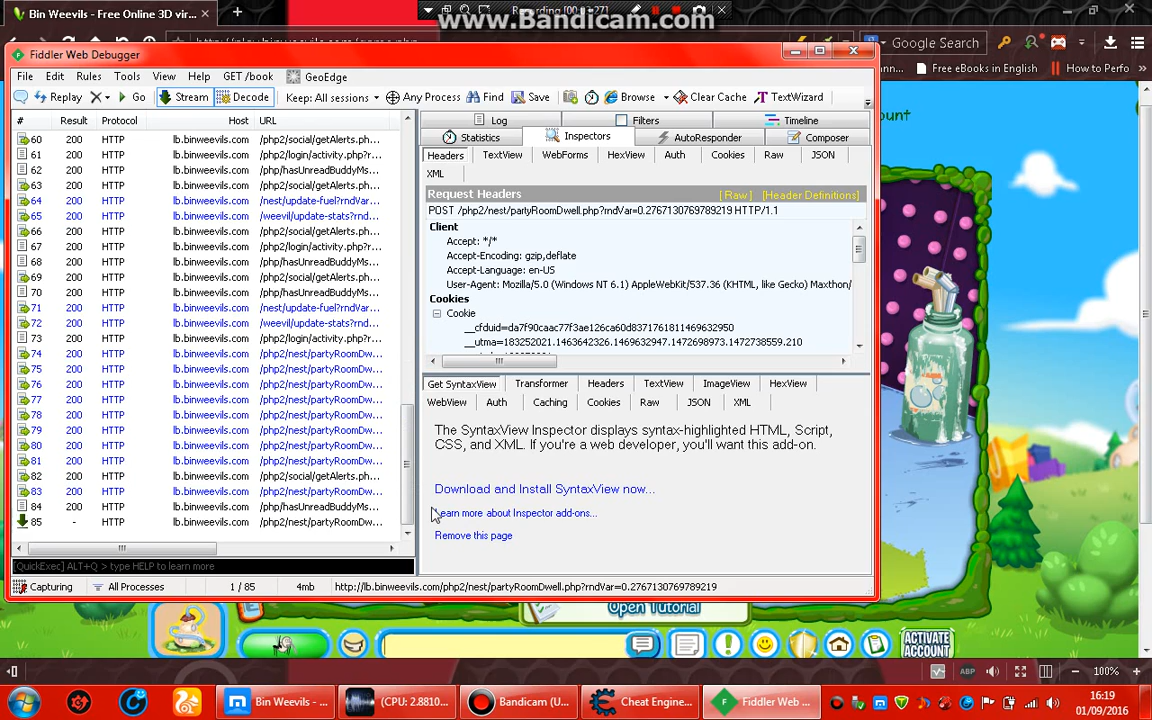 Bin Weevils - Free Online 3D vir...
Recording [00:03:27]
www.Bandicam.com
Google Search
Free eBooks in English
How to Perfo
Fiddler Web Debugger
File Edit Rules Tools View Help GET /book GeoEdge
Replay Go Stream Decode Keep: All sessions Any Process Find Save Browse Clear Cache TextWizard
# Result Protocol Host URL
60 200 HTTP lb.binweevils.com /php2/social/getAlerts.ph...
61 200 HTTP lb.binweevils.com /php2/login/activity.php?r...
62 200 HTTP lb.binweevils.com /php/hasUnreadBuddyMs...
63 200 HTTP lb.binweevils.com /php2/social/getAlerts.ph...
64 200 HTTP lb.binweevils.com /nest/update-fuel?rndVar...
65 200 HTTP lb.binweevils.com /weevil/update-stats?rnd...
66 200 HTTP lb.binweevils.com /php2/social/getAlerts.ph...
67 200 HTTP lb.binweevils.com /php2/login/activity.php?r...
68 200 HTTP lb.binweevils.com /php/hasUnreadBuddyMs...
69 200 HTTP lb.binweevils.com /php2/social/getAlerts.ph...
70 200 HTTP lb.binweevils.com /php/hasUnreadBuddyMs...
71 200 HTTP lb.binweevils.com /nest/update-fuel?rndVar...
72 200 HTTP lb.binweevils.com /weevil/update-stats?rnd...
73 200 HTTP lb.binweevils.com /php2/login/activity.php?r...
74 200 HTTP lb.binweevils.com /php2/nest/partyRoomDw...
75 200 HTTP lb.binweevils.com /php2/nest/partyRoomDw...
76 200 HTTP lb.binweevils.com /php2/nest/partyRoomDw...
77 200 HTTP lb.binweevils.com /php2/nest/partyRoomDw...
78 200 HTTP lb.binweevils.com /php2/nest/partyRoomDw...
79 200 HTTP lb.binweevils.com /php2/nest/partyRoomDw...
80 200 HTTP lb.binweevils.com /php2/nest/partyRoomDw...
81 200 HTTP lb.binweevils.com /php2/nest/partyRoomDw...
82 200 HTTP lb.binweevils.com /php2/social/getAlerts.ph...
83 200 HTTP lb.binweevils.com /php2/nest/partyRoomDw...
84 200 HTTP lb.binweevils.com /php/hasUnreadBuddyMs...
85 - HTTP lb.binweevils.com /php2/nest/partyRoomDw...
[QuickExec] ALT+Q > type HELP to learn more
Log Filters Timeline
Statistics Inspectors AutoResponder Composer
Headers TextView WebForms HexView Auth Cookies Raw JSON
XML
Request Headers [ Raw ] [Header Definitions]
POST /php2/nest/partyRoomDwell.php?rndVar=0.2767130769789219 HTTP/1.1
Client
Accept: */*
Accept-Encoding: gzip,deflate
Accept-Language: en-US
User-Agent: Mozilla/5.0 (Windows NT 6.1) AppleWebKit/537.36 (KHTML, like Gecko) Maxthon/
Cookies
Cookie
__cfduid=da7f90caac77f3ae126ca60d8371761811469632950
__utma=183252021.1463642326.1469632947.1472698973.1472738559.210
Get SyntaxView Transformer Headers TextView ImageView HexView
WebView Auth Caching Cookies Raw JSON XML
The SyntaxView Inspector displays syntax-highlighted HTML, Script,
CSS, and XML. If you're a web developer, you'll want this add-on.
Download and Install SyntaxView now...
Learn more about Inspector add-ons...
Remove this page
Capturing All Processes 1 / 85 4mb http://lb.binweevils.com/php2/nest/partyRoomDwell.php?rndVar=0.2767130769789219
Open Tutorial
ACTIVATE
ACCOUNT
ABP 100%
Bin Weevils - ... (CPU: 2.8810... Bandicam (U... Cheat Engine... Fiddler Web ...
16:19
01/09/2016